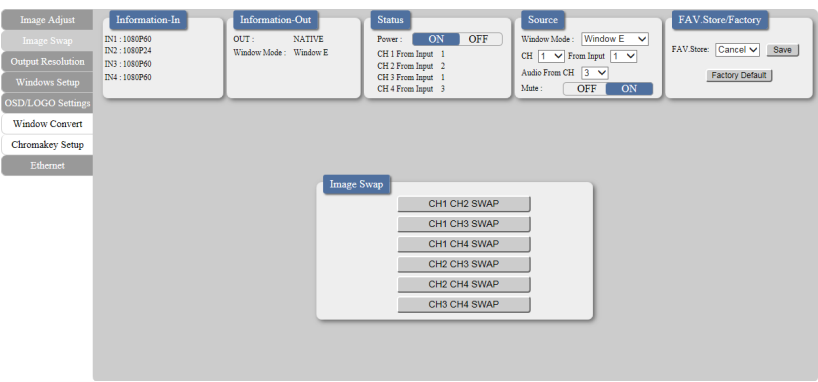 Image Adjust
Image Swap
Output Resolution
Windows Setup
OSD/LOGO Settings
Window Convert
Chromakey Setup
Ethernet
Information-In
IN1 : 1080P60
IN2 : 1080P24
IN3 : 1080P60
IN4 : 1080P60
Information-Out
OUT : NATIVE
Window Mode : Window E
Status
Power : ON OFF
CH 1 From Input 1
CH 2 From Input 2
CH 3 From Input 1
CH 4 From Input 3
Source
Window Mode : Window E
CH 1 From Input 1
Audio From CH 3
Mute : OFF ON
FAV.Store/Factory
FAV.Store: Cancel Save
Factory Default
Image Swap
CH1 CH2 SWAP
CH1 CH3 SWAP
CH1 CH4 SWAP
CH2 CH3 SWAP
CH2 CH4 SWAP
CH3 CH4 SWAP